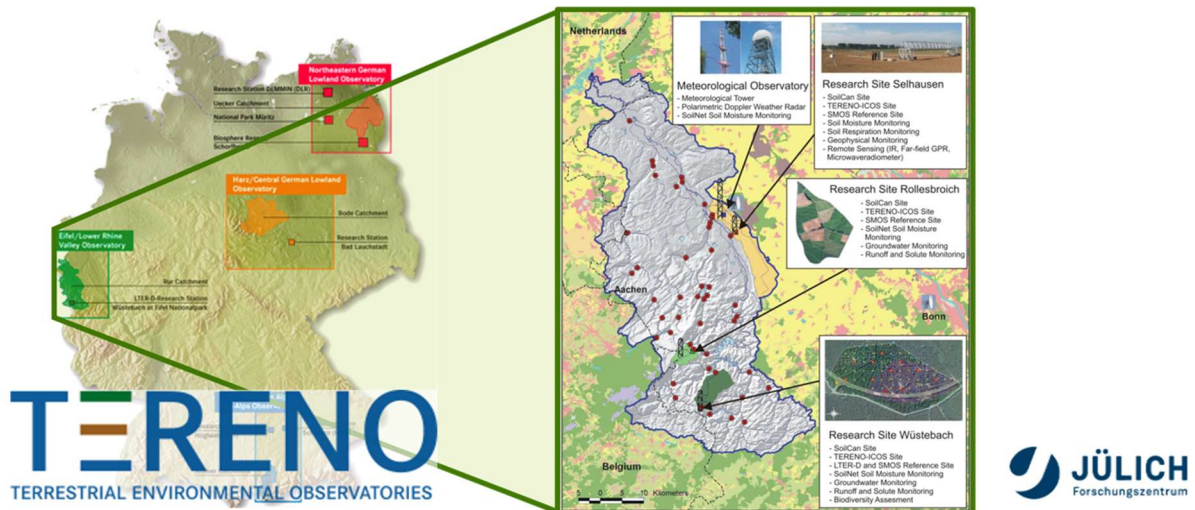 Northeastern German
Lowland Observatory
Research Station DEMMIN (DLR)
Uecker Catchment
National Park Müritz
Biosphere
Harz/Central German Lowland
Observatory
Bode Catchment
Research Station
Bad Lauchstadt
Eifel/Lower Rhine
Valley Observatory
Rur Catchment
LTER-D-Research Station
Wüstebach at Eifel Nationalpark
TERENO
TERRESTRIAL ENVIRONMENTAL OBSERVATORIES
Netherlands
Aachen
Bonn
Belgium
5 0 5 10 Kilometers
Meteorological Observatory
- Meteorological Tower
- Polarimetric Doppler Weather Radar
- SoilNet Soil Moisture Monitoring
Research Site Selhausen
- SoilCan Site
- TERENO-ICOS Site
- SMOS Reference Site
- Soil Moisture Monitoring
- Soil Respiration Monitoring
- Geophysical Monitoring
- Remote Sensing (IR, Far-field GPR,
Microwaveradiometer)
Research Site Rollesbroich
- SoilCan Site
- TERENO-ICOS Site
- SMOS Reference Site
- SoilNet Soil Moisture
Monitoring
- Groundwater Monitoring
- Runoff and Solute Monitoring
Research Site Wüstebach
- SoilCan Site
- TERENO-ICOS Site
- LTER-D and SMOS Reference Site
- SoilNet Soil Moisture Monitoring
- Groundwater Monitoring
- Runoff and Solute Monitoring
- Biodiversity Assesment
JÜLICH
Forschungszentrum